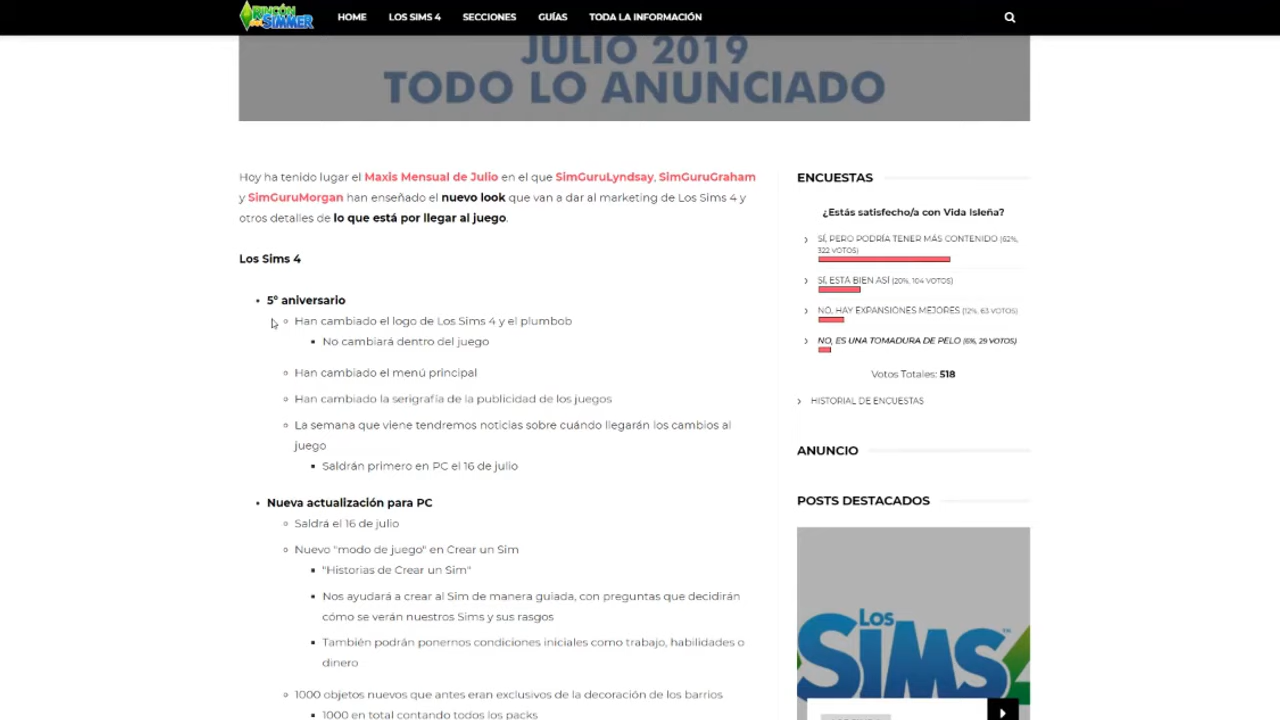 RINCÓN
DEL SIMMER
HOME
LOS SIMS 4
SECCIONES
GUÍAS
TODA LA INFORMACIÓN
JULIO 2019
TODO LO ANUNCIADO
Hoy ha tenido lugar el Maxis Mensual de Julio en el que SimGuruLyndsay, SimGuruGraham
y SimGuruMorgan han enseñado el nuevo look que van a dar al marketing de Los Sims 4 y
otros detalles de lo que está por llegar al juego.
Los Sims 4
5º aniversario
Han cambiado el logo de Los Sims 4 y el plumbob
No cambiará dentro del juego
Han cambiado el menú principal
Han cambiado la serigrafía de la publicidad de los juegos
La semana que viene tendremos noticias sobre cuándo llegarán los cambios al
juego
Saldrán primero en PC el 16 de julio
Nueva actualización para PC
Saldrá el 16 de julio
Nuevo "modo de juego" en Crear un Sim
"Historias de Crear un Sim"
Nos ayudará a crear al Sim de manera guiada, con preguntas que decidirán
cómo se verán nuestros Sims y sus rasgos
También podrán ponernos condiciones iniciales como trabajo, habilidades o
dinero
1000 objetos nuevos que antes eran exclusivos de la decoración de los barrios
1000 en total contando todos los packs
ENCUESTAS
¿Estás satisfecho/a con Vida Isleña?
SÍ, PERO PODRÍA TENER MÁS CONTENIDO (62%,
322 VOTOS)
SÍ, ESTÁ BIEN ASÍ (20%, 104 VOTOS)
NO, HAY EXPANSIONES MEJORES (12%, 63 VOTOS)
NO, ES UNA TOMADURA DE PELO (6%, 29 VOTOS)
Votos Totales: 518
HISTORIAL DE ENCUESTAS
ANUNCIO
POSTS DESTACADOS
LOS
SIMS 4